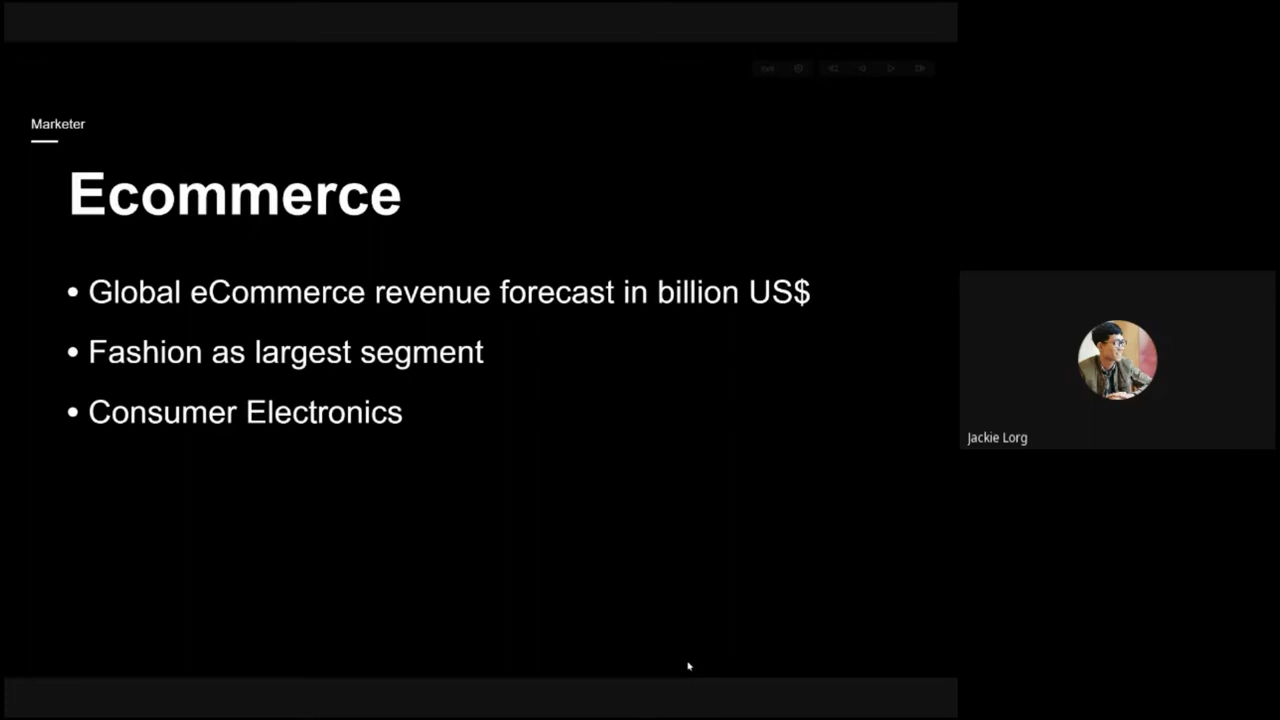 Marketer
Ecommerce
• Global eCommerce revenue forecast in billion US$
• Fashion as largest segment
• Consumer Electronics
Jackie Lorg